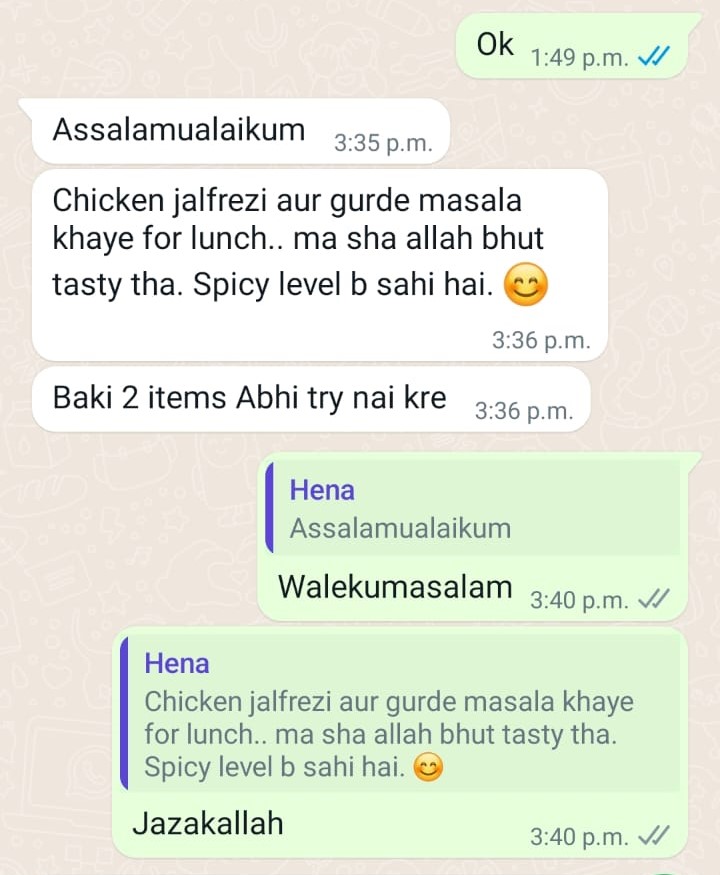 Ok 1:49 p.m.
Assalamualaikum 3:35 p.m.
Chicken jalfrezi aur gurde masala
khaye for lunch.. ma sha allah bhut
tasty tha. Spicy level b sahi hai. 😊
3:36 p.m.
Baki 2 items Abhi try nai kre 3:36 p.m.
Hena
Assalamualaikum
Walekumasalam 3:40 p.m.
Hena
Chicken jalfrezi aur gurde masala khaye
for lunch.. ma sha allah bhut tasty tha.
Spicy level b sahi hai. 😊
Jazakallah 3:40 p.m.